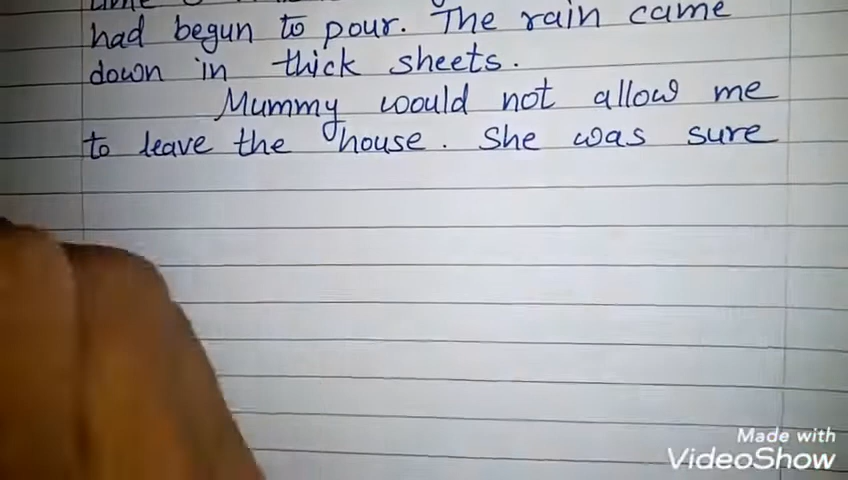 had begun to pour. The rain came
down in thick sheets.
Mummy would not allow me
to leave the house. She was sure
Made with
VideoShow